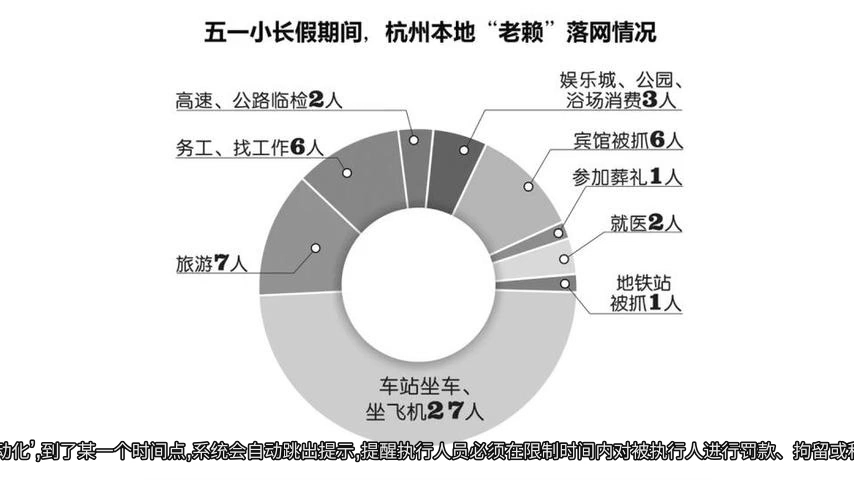 五一小长假期间，杭州本地“老赖”落网情况
娱乐城、公园、
浴场消费3人
高速、公路临检2人
宾馆被抓6人
务工、找工作6人
参加葬礼1人
就医2人
旅游7人
地铁站
被抓1人
车站坐车、
坐飞机27人
动化',到了某一个时间点,系统会自动跳出提示,提醒执行人员必须在限制时间内对被执行人进行罚款、拘留或